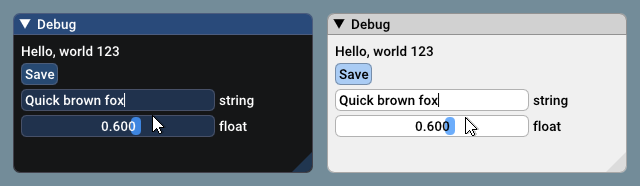 Debug
Hello, world 123
Save
Quick brown fox string
0.600 float
Debug
Hello, world 123
Save
Quick brown fox string
0.600 float